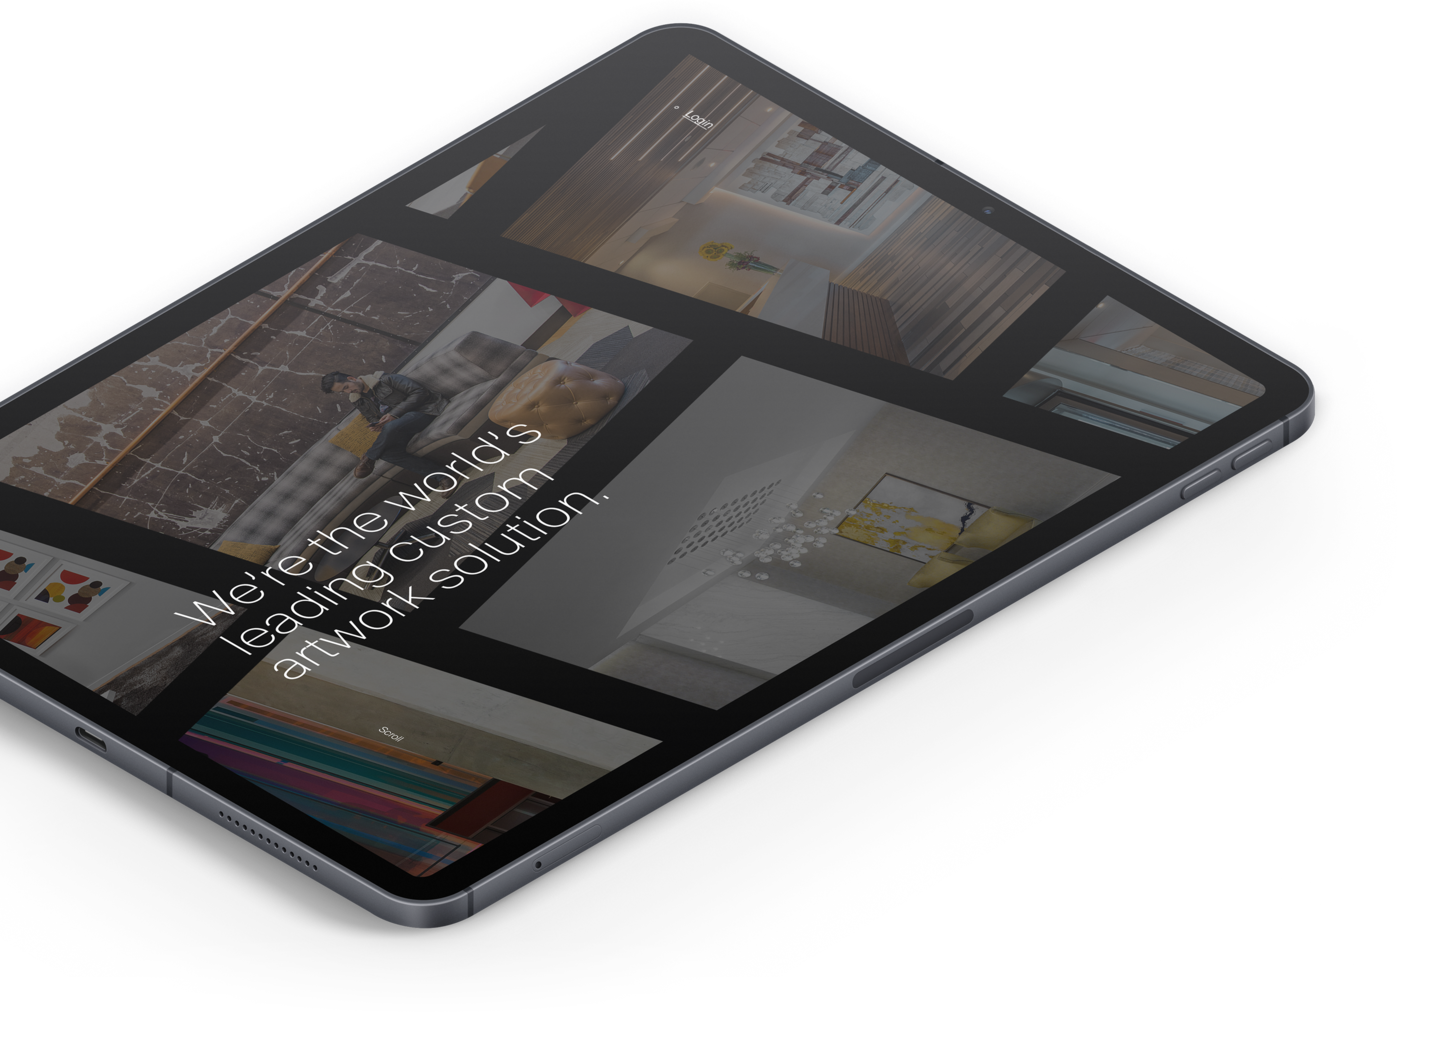 Login
We're the world's
leading custom
artwork solution.
Scroll